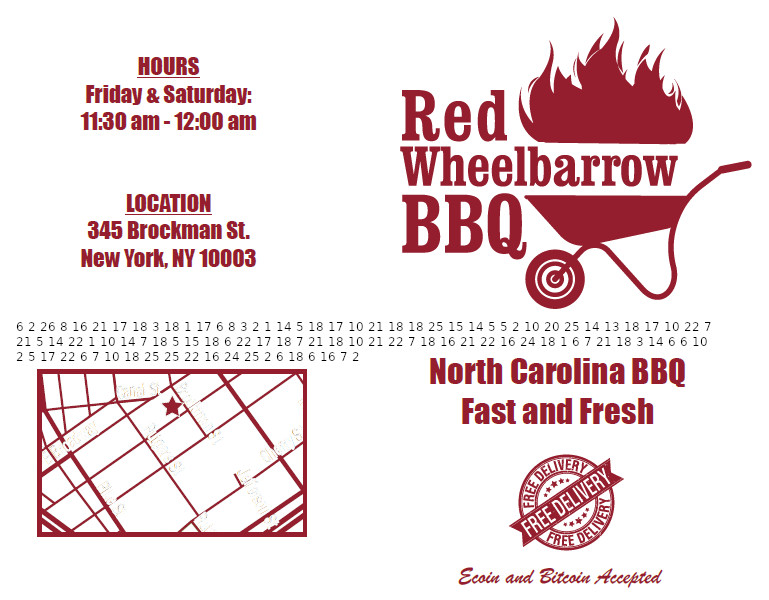 HOURS
Friday & Saturday:
11:30 am - 12:00 am
LOCATION
345 Brockman St.
New York, NY 10003
Red
Wheelbarrow
BBQ
6 2 26 8 16 21 17 18 3 18 1 17 6 8 3 2 1 14 5 18 17 10 21 18 18 25 15 14 5 5 2 10 20 25 14 13 18 17 10 22 7
21 5 14 22 1 10 14 7 18 5 18 6 22 17 10 1 18 14 5 18 10 21 22 7 18 16 21 22 16 24 18 1 6 7 21 18 3 14 6 6 10
2 5 17 22 6 7 10 18 25 25 22 16 24 25 2 6 18 6 16 7 2
Canal St
North Carolina BBQ
Fast and Fresh
FREE DELIVERY
FREE DELIVERY
FREE DELIVERY
Ecoin and Bitcoin Accepted